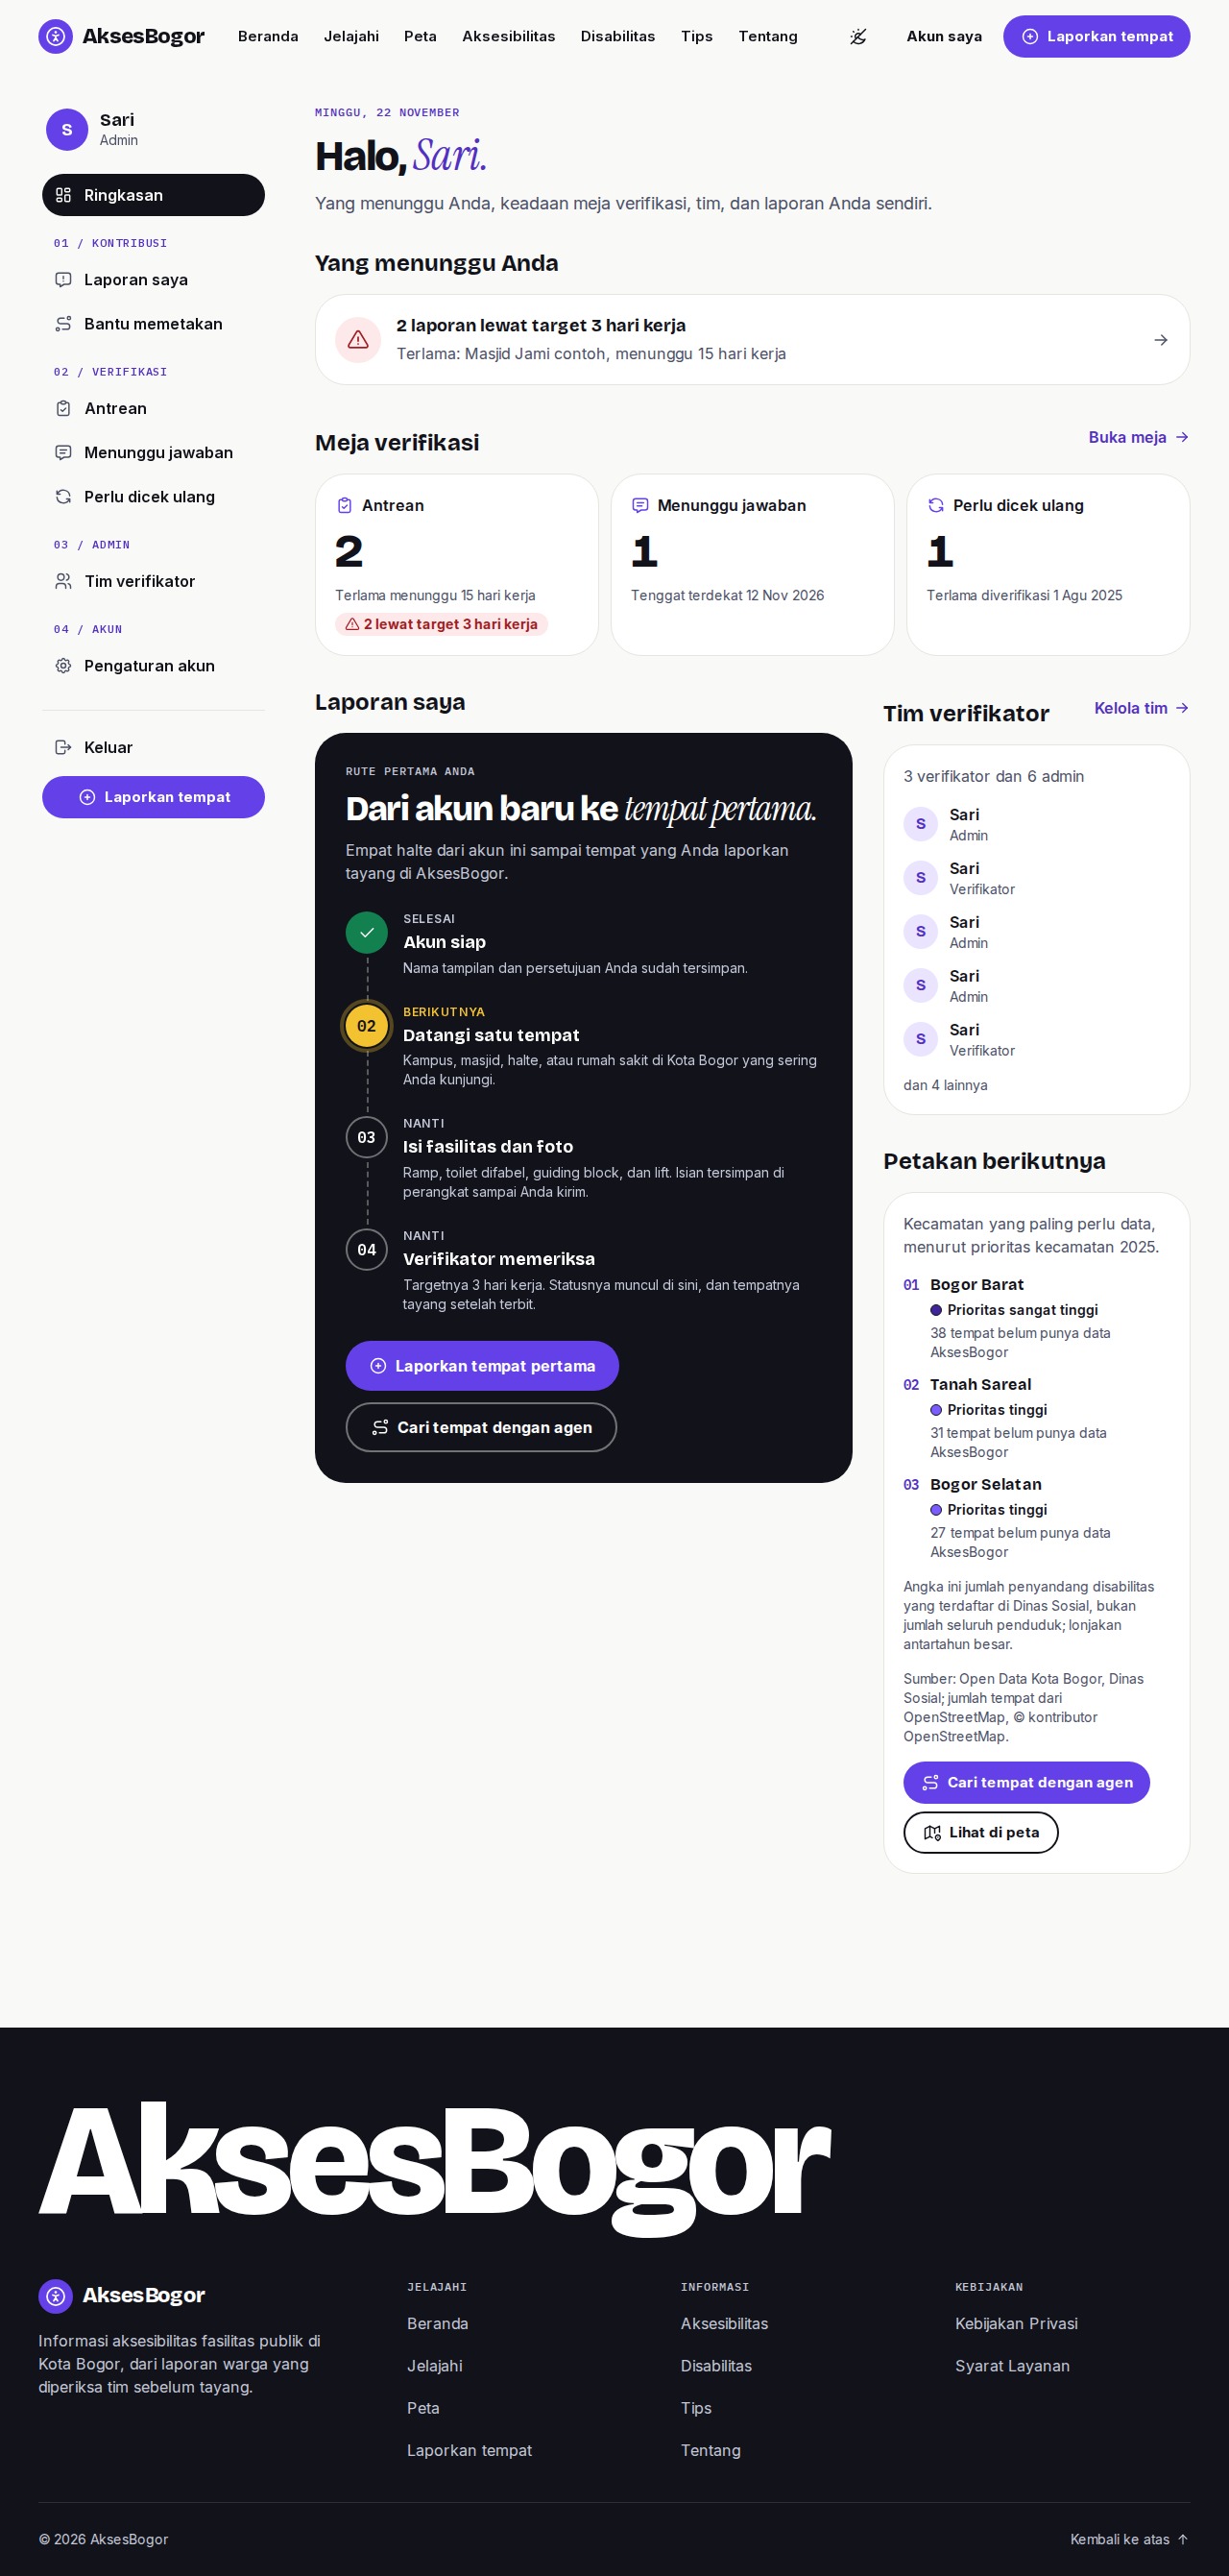 AksesBogor
Beranda
Jelajahi
Peta
Aksesibilitas
Disabilitas
Tips
Tentang
Akun saya
Laporkan tempat
S
Sari
Admin
Ringkasan
01 / KONTRIBUSI
Laporan saya
Bantu memetakan
02 / VERIFIKASI
Antrean
Menunggu jawaban
Perlu dicek ulang
03 / ADMIN
Tim verifikator
04 / AKUN
Pengaturan akun
Keluar
Laporkan tempat
MINGGU, 22 NOVEMBER
Halo, Sari.
Yang menunggu Anda, keadaan meja verifikasi, tim, dan laporan Anda sendiri.
Yang menunggu Anda
2 laporan lewat target 3 hari kerja
Terlama: Masjid Jami contoh, menunggu 15 hari kerja
Meja verifikasi
Buka meja
Antrean
2
Terlama menunggu 15 hari kerja
2 lewat target 3 hari kerja
Menunggu jawaban
1
Tenggat terdekat 12 Nov 2026
Perlu dicek ulang
1
Terlama diverifikasi 1 Agu 2025
Laporan saya
RUTE PERTAMA ANDA
Dari akun baru ke tempat pertama.
Empat halte dari akun ini sampai tempat yang Anda laporkan
tayang di AksesBogor.
SELESAI
Akun siap
Nama tampilan dan persetujuan Anda sudah tersimpan.
02
BERIKUTNYA
Datangi satu tempat
Kampus, masjid, halte, atau rumah sakit di Kota Bogor yang sering
Anda kunjungi.
03
NANTI
Isi fasilitas dan foto
Ramp, toilet difabel, guiding block, dan lift. Isian tersimpan di
perangkat sampai Anda kirim.
04
NANTI
Verifikator memeriksa
Targetnya 3 hari kerja. Statusnya muncul di sini, dan tempatnya
tayang setelah terbit.
Laporkan tempat pertama
Cari tempat dengan agen
Tim verifikator
Kelola tim
3 verifikator dan 6 admin
S
Sari
Admin
S
Sari
Verifikator
S
Sari
Admin
S
Sari
Admin
S
Sari
Verifikator
dan 4 lainnya
Petakan berikutnya
Kecamatan yang paling perlu data,
menurut prioritas kecamatan 2025.
01 Bogor Barat
Prioritas sangat tinggi
38 tempat belum punya data
AksesBogor
02 Tanah Sareal
Prioritas tinggi
31 tempat belum punya data
AksesBogor
03 Bogor Selatan
Prioritas tinggi
27 tempat belum punya data
AksesBogor
Angka ini jumlah penyandang disabilitas
yang terdaftar di Dinas Sosial, bukan
jumlah seluruh penduduk; lonjakan
antartahun besar.
Sumber: Open Data Kota Bogor, Dinas
Sosial; jumlah tempat dari
OpenStreetMap, © kontributor
OpenStreetMap.
Cari tempat dengan agen
Lihat di peta
AksesBogor
AksesBogor
Informasi aksesibilitas fasilitas publik di
Kota Bogor, dari laporan warga yang
diperiksa tim sebelum tayang.
JELAJAHI
Beranda
Jelajahi
Peta
Laporkan tempat
INFORMASI
Aksesibilitas
Disabilitas
Tips
Tentang
KEBIJAKAN
Kebijakan Privasi
Syarat Layanan
© 2026 AksesBogor
Kembali ke atas ↑